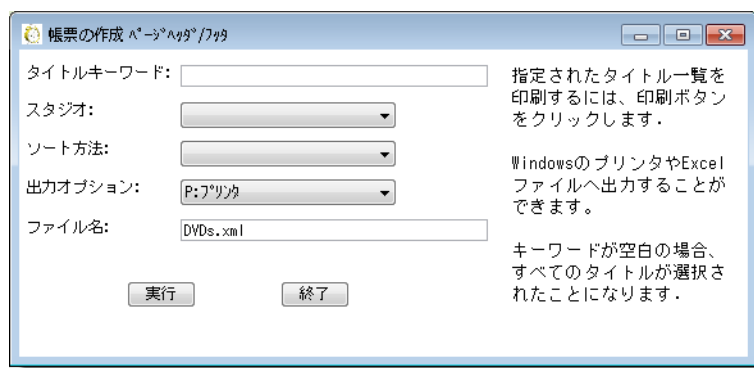 帳票の作成 ﾍﾟｰｼﾞﾍｯﾀﾞ/ﾌｯﾀ
タイトルキーワード:
スタジオ:
ソート方法:
出力オプション:
P:ﾌﾟﾘﾝﾀ
ファイル名:
DVDs.xml
実行
終了
指定されたタイトル一覧を
印刷するには、印刷ボタン
をクリックします．
WindowsのプリンタやExcel
ファイルへ出力することが
できます。
キーワードが空白の場合、
すべてのタイトルが選択さ
れたことになります．